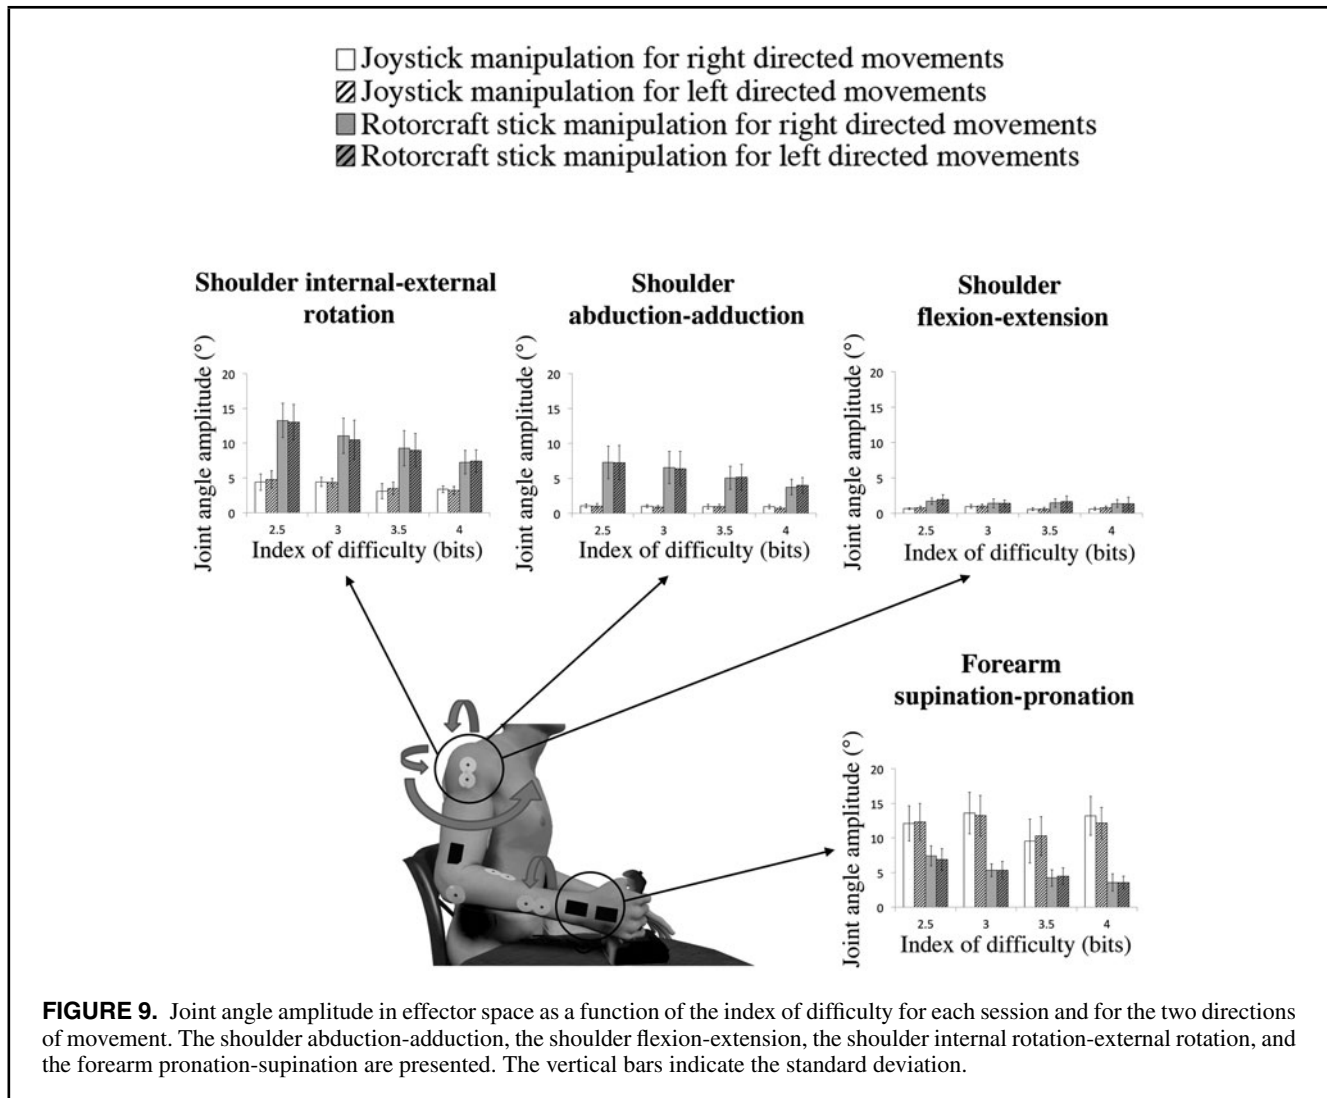 Joystick manipulation for right directed movements
Joystick manipulation for left directed movements
Rotorcraft stick manipulation for right directed movements
Rotorcraft stick manipulation for left directed movements
Shoulder internal-external
rotation
Joint angle amplitude (°)
20
15
10
5
0
2.5 3 3.5 4
Index of difficulty (bits)
Shoulder
abduction-adduction
Joint angle amplitude (°)
20
15
10
5
0
2.5 3 3.5 4
Index of difficulty (bits)
Shoulder
flexion-extension
Joint angle amplitude (°)
20
15
10
5
0
2.5 3 3.5 4
Index of difficulty (bits)
Forearm
supination-pronation
Joint angle amplitude (°)
20
15
10
5
0
2.5 3 3.5 4
Index of difficulty (bits)
FIGURE 9. Joint angle amplitude in effector space as a function of the index of difficulty for each session and for the two directions
of movement. The shoulder abduction-adduction, the shoulder flexion-extension, the shoulder internal rotation-external rotation, and
the forearm pronation-supination are presented. The vertical bars indicate the standard deviation.